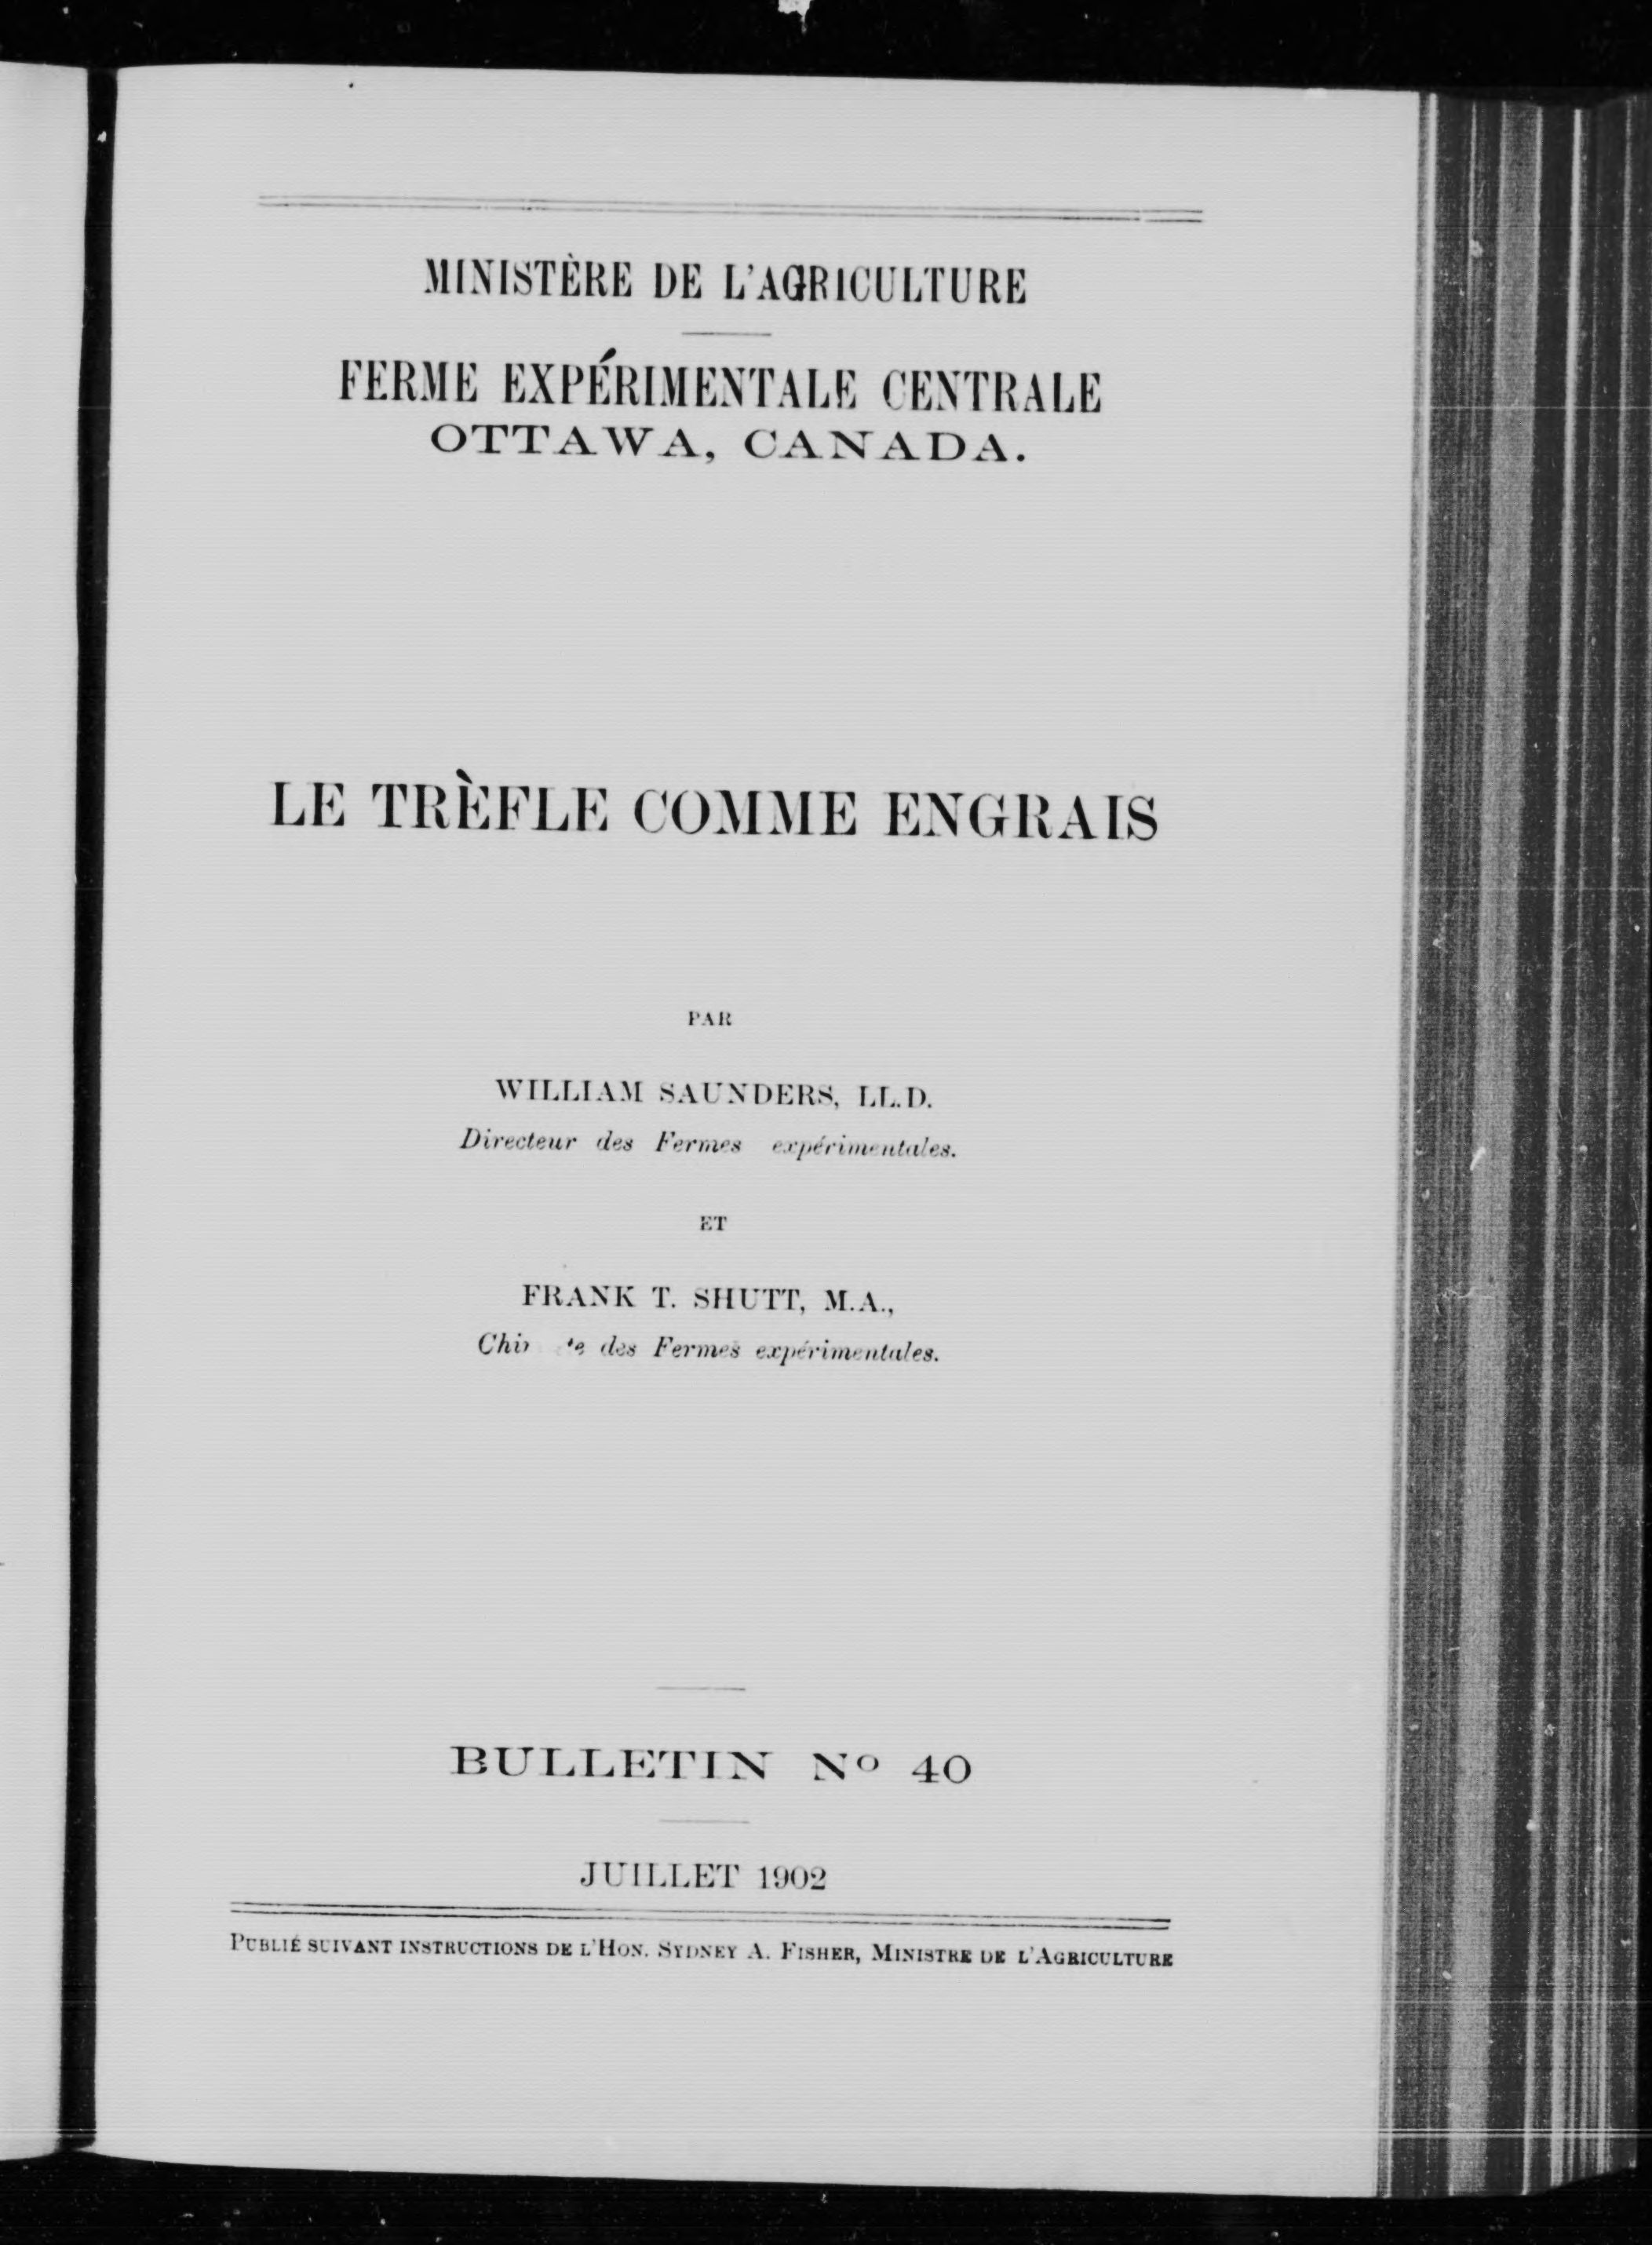 MINISTÈRE DE L'AGRICULTURE
FERME EXPÉRIMENTALE CENTRALE
OTTAWA, CANADA.
LE TRÈFLE COMME ENGRAIS
PAR
WILLIAM SAUNDERS, LL.D.
Directeur des Fermes expérimentales.
ET
FRANK T. SHUTT, M.A.,
des Fermes expérimentales.
BULLETIN Nº 40
JUILLET 1902
PUBLIÉ SUIVANT INSTRUCTIONS DE L'HON. SYDNEY A. FISHER, MINISTRE DE L'AGRICULTURE